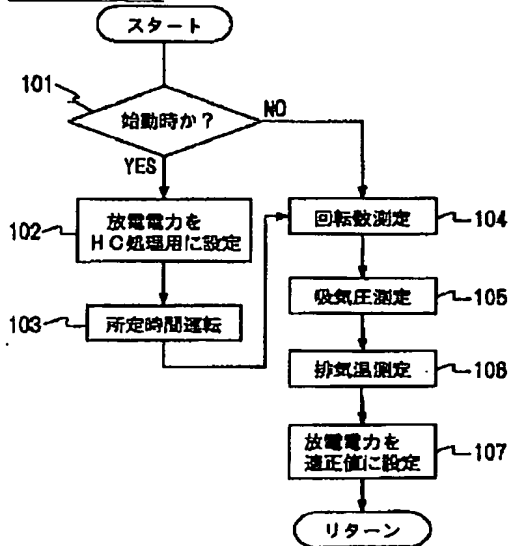 スタート
101
始動時か?
NO
YES
102
放電電力を
HC処理用に設定
103
所定時間運転
回転数測定
104
吸気圧測定
105
排気温測定
106
放電電力を
適正値に設定
107
リターン